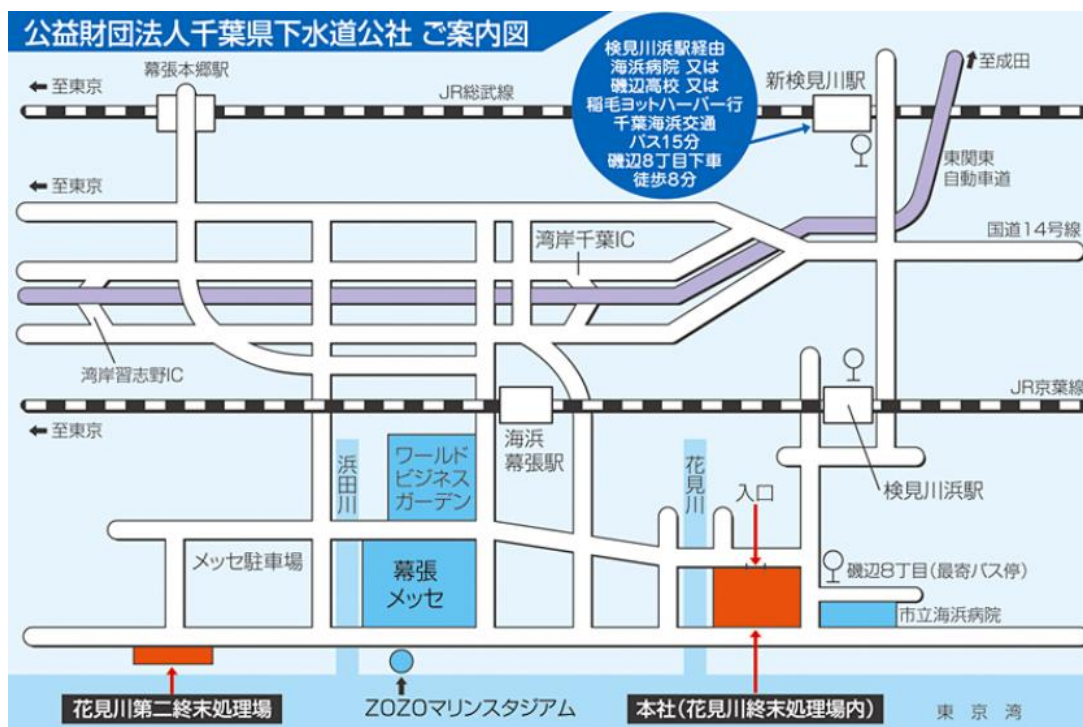 公益財団法人千葉県下水道公社 ご案内図
検見川浜駅経由
海浜病院 又は
磯辺高校 又は
稲毛ヨットハーバー行
千葉海浜交通
バス15分
磯辺8丁目下車
徒歩8分
至成田
新検見川駅
幕張本郷駅
至東京
JR総武線
東関東
自動車道
至東京
国道14号線
湾岸千葉IC
湾岸習志野IC
JR京葉線
至東京
海浜
幕張駅
検見川浜駅
浜田川
ワールド
ビジネス
ガーデン
花見川
入口
メッセ駐車場
幕張
メッセ
磯辺8丁目(最寄バス停)
市立海浜病院
花見川第二終末処理場
ZOZOマリンスタジアム
本社(花見川終末処理場内)
東京湾